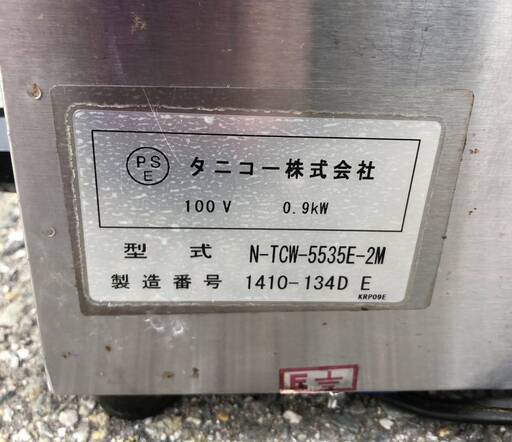 PS
E
タニコー株式会社
100V 0.9kW
型式 N-TCW-5535E-2M
製造番号 1410-134D E
KRP09E